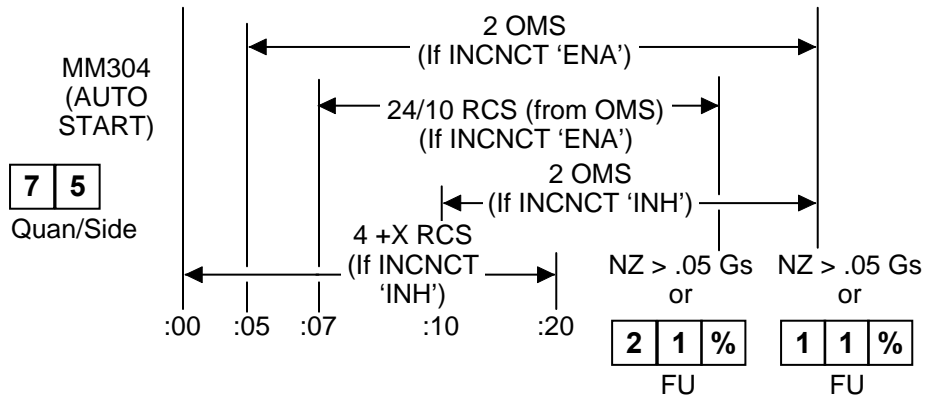 2 OMS
(If INCNCT ‘ENA’)
MM304
(AUTO
START)
24/10 RCS (from OMS)
(If INCNCT ‘ENA’)
7 5
Quan/Side
2 OMS
(If INCNCT ‘INH’)
4 +X RCS
(If INCNCT
‘INH’)
:00 :05 :07 :10 :20
NZ > .05 Gs
or
2 1 %
FU
NZ > .05 Gs
or
1 1 %
FU